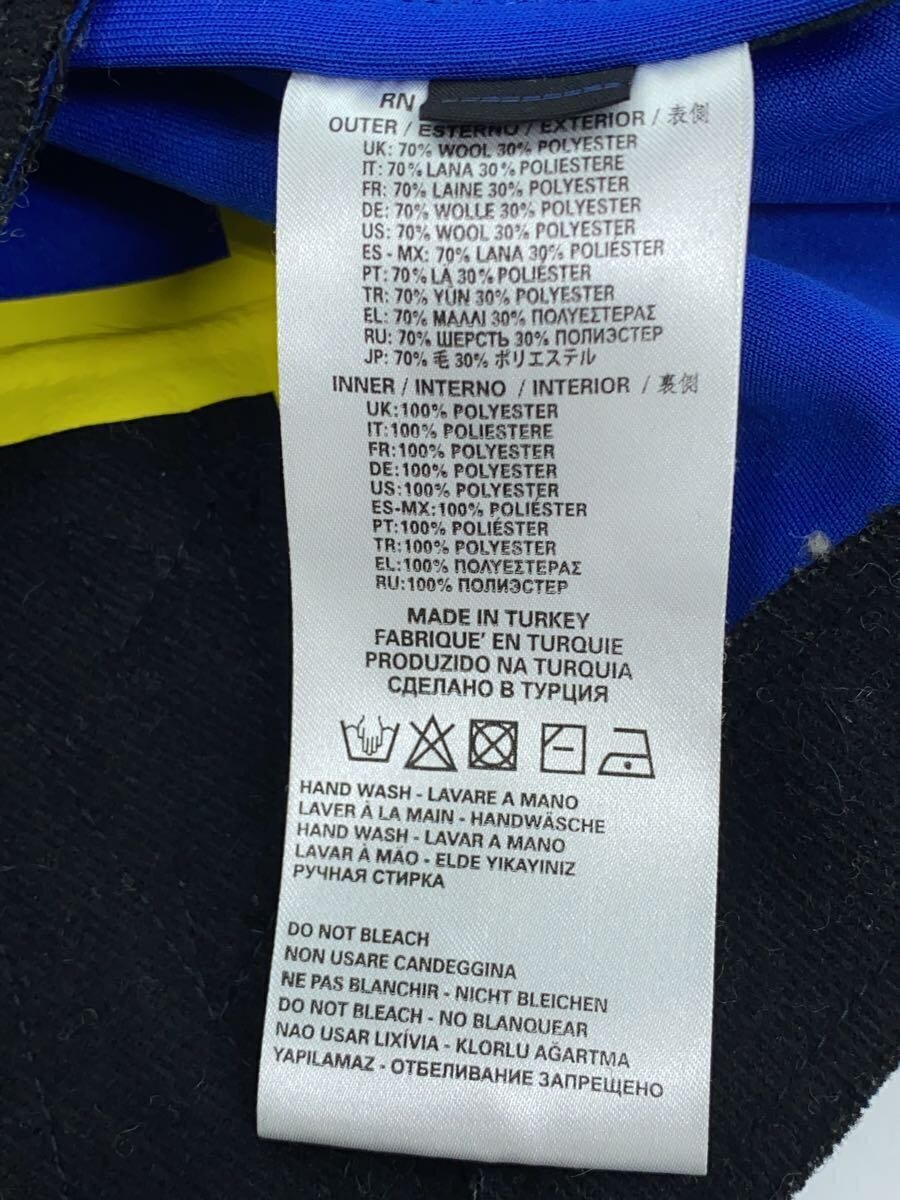 RN
OUTER / ESTERNO / EXTERIOR / 表側
UK: 70% WOOL 30% POLYESTER
IT: 70% LANA 30% POLIESTERE
FR: 70% LAINE 30% POLYESTER
DE: 70% WOLLE 30% POLYESTER
US: 70% WOOL 30% POLYESTER
ES - MX: 70% LANA 30% POLIÉSTER
PT: 70% LÃ 30% POLIÉSTER
TR: 70% YÜN 30% POLYESTER
EL: 70% ΜΑΛΛΙ 30% ΠΟΛΥΕΣΤΕΡΑΣ
RU: 70% ШЕРСТЬ 30% ПОЛИЭСТЕР
JP: 70% 毛 30% ポリエステル
INNER / INTERNO / INTERIOR / 裏側
UK:100% POLYESTER
IT:100% POLIESTERE
FR:100% POLYESTER
DE:100% POLYESTER
US:100% POLYESTER
ES-MX:100% POLIÉSTER
PT:100% POLIÉSTER
TR:100% POLYESTER
EL:100% ΠΟΛΥΕΣΤΕΡΑΣ
RU:100% ПОЛИЭСТЕР
MADE IN TURKEY
FABRIQUE' EN TURQUIE
PRODUZIDO NA TURQUIA
СДЕЛАНО В ТУРЦИЯ
HAND WASH - LAVARE A MANO
LAVER À LA MAIN - HANDWÄSCHE
HAND WASH - LAVAR A MANO
LAVAR À MÃO - ELDE YIKAYINIZ
РУЧНАЯ СТИРКА
DO NOT BLEACH
NON USARE CANDEGGINA
NE PAS BLANCHIR - NICHT BLEICHEN
DO NOT BLEACH - NO BLANQUEAR
NAO USAR LIXÍVIA - KLORLU AĞARTMA
YAPILAMAZ - ОТБЕЛИВАНИЕ ЗАПРЕЩЕНО